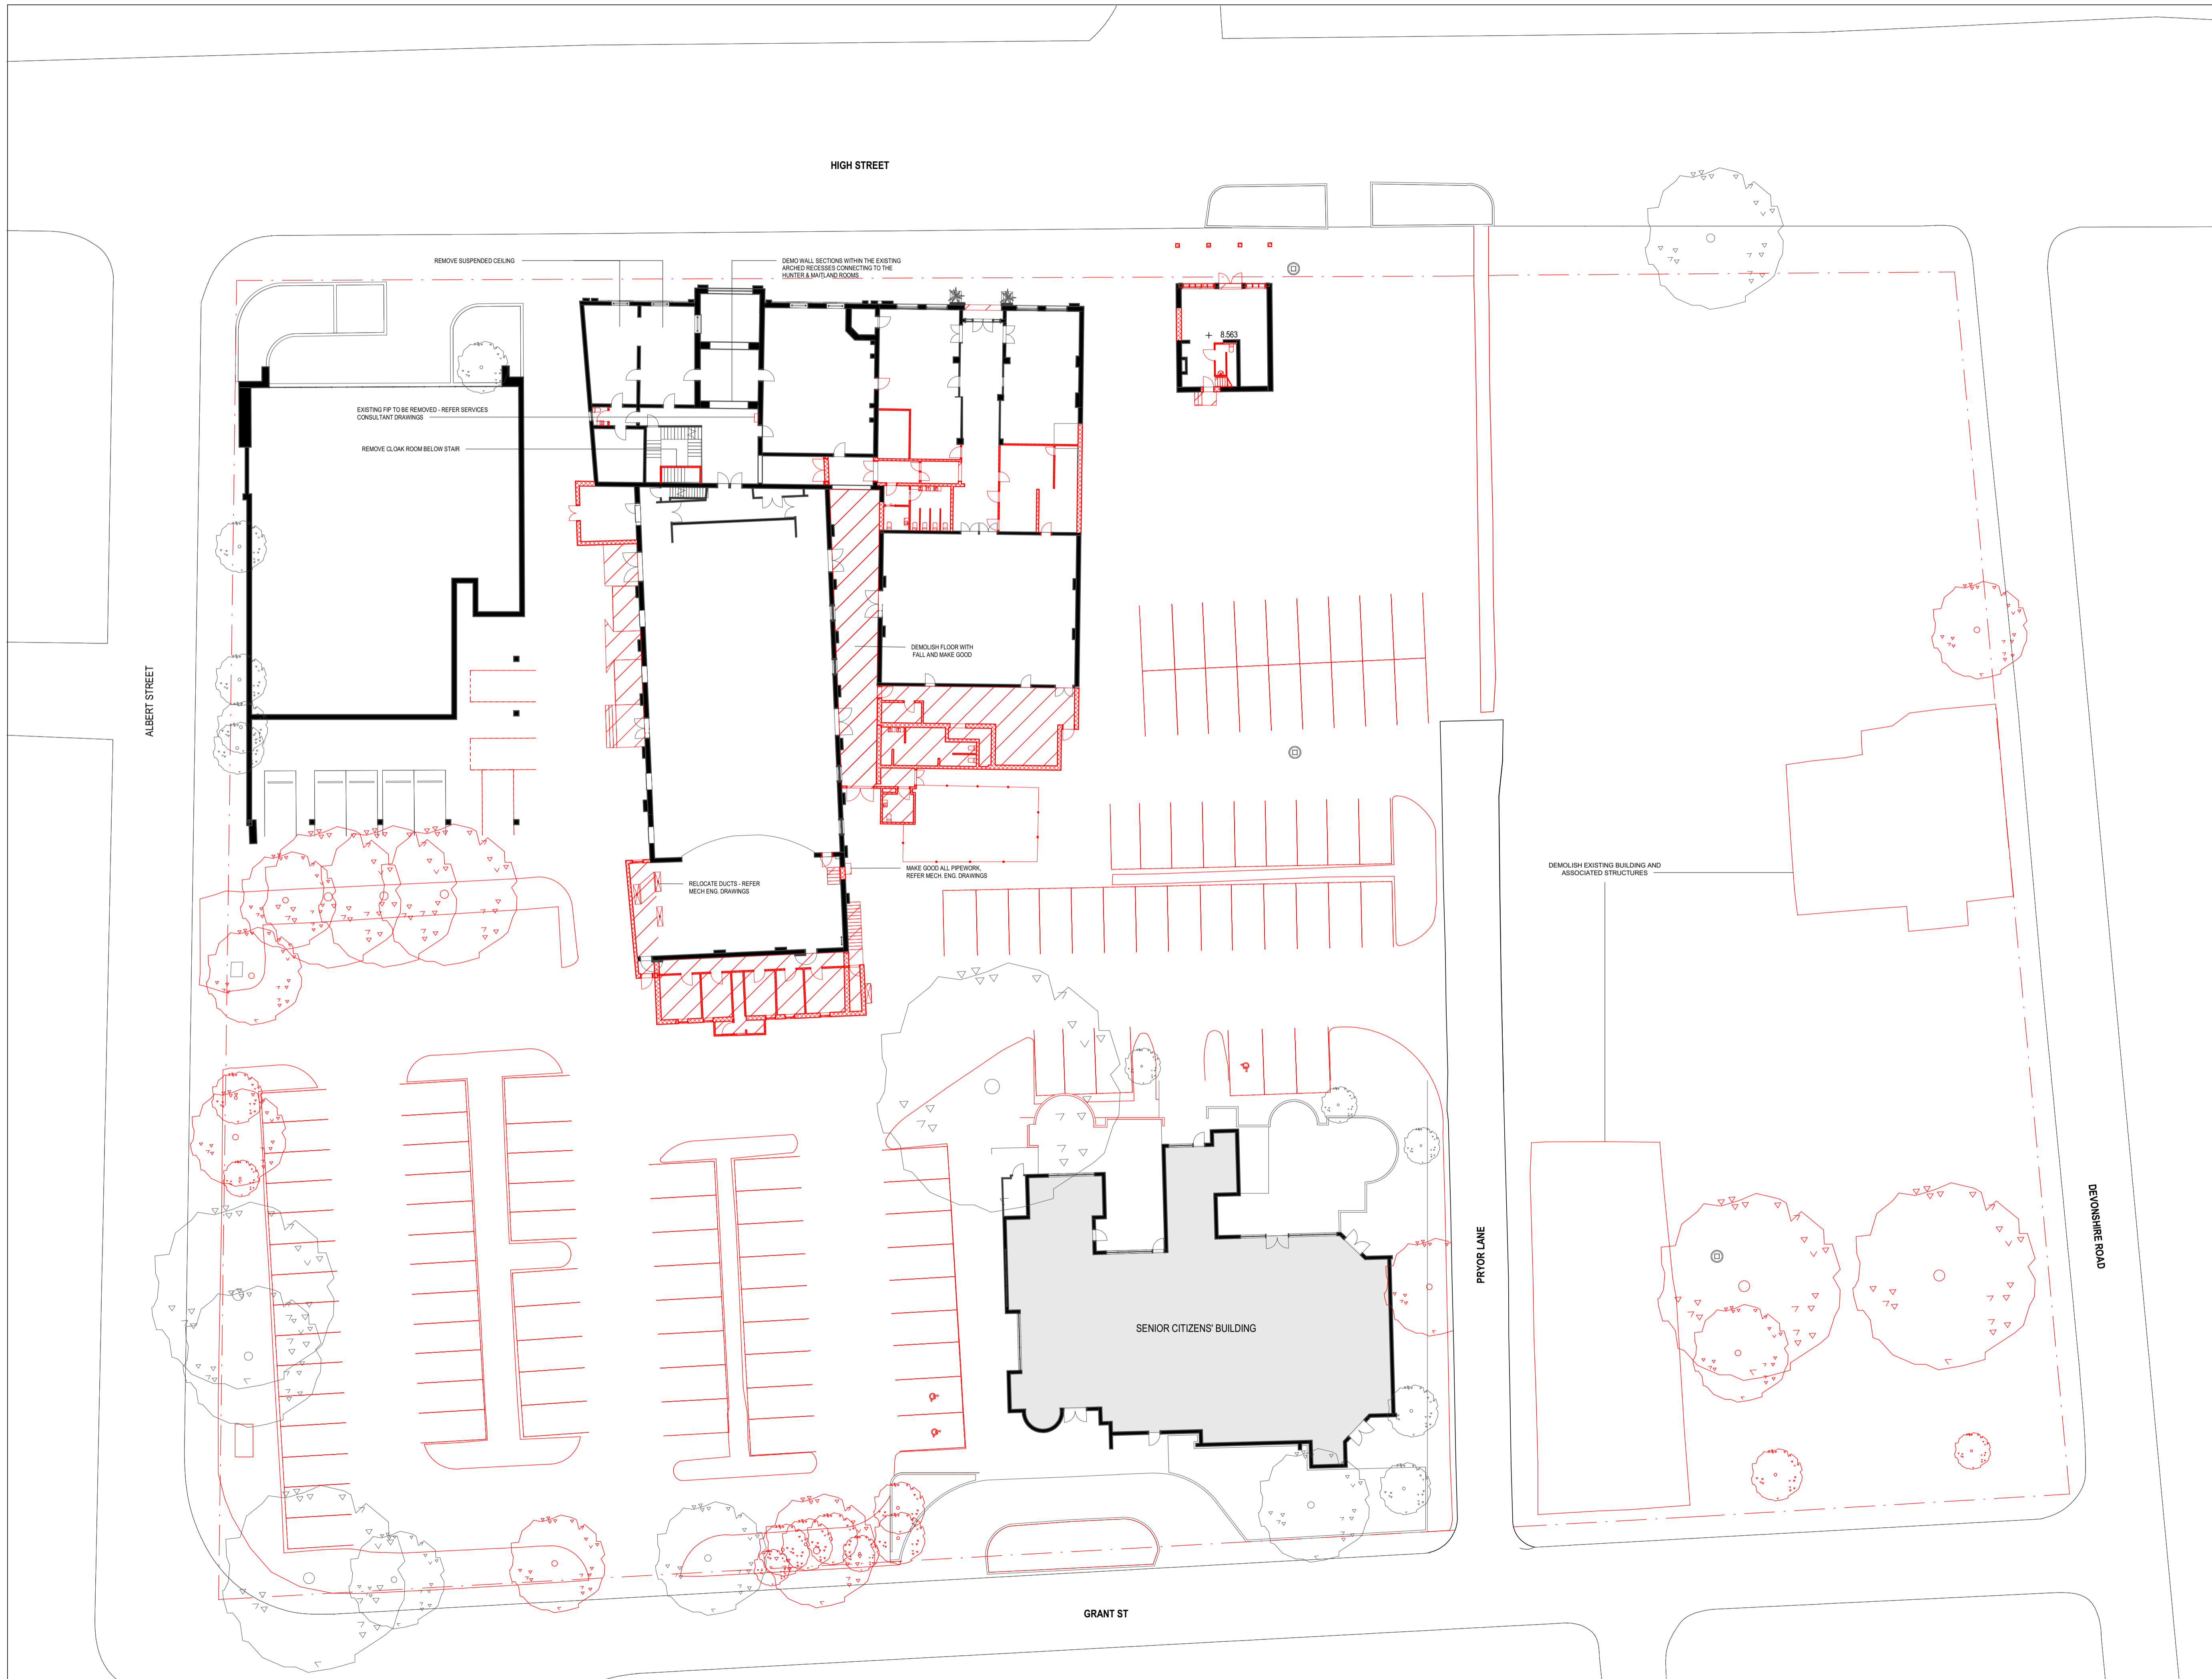 HIGH STREET
REMOVE SUSPENDED CEILING
DEMO WALL SECTIONS WITHIN THE EXISTING
ARCHED RECESSES CONNECTING TO THE
HUNTER & MAITLAND ROOMS
8.563
EXISTING FIP TO BE REMOVED - REFER SERVICES
CONSULTANT DRAWINGS
REMOVE CLOAK ROOM BELOW STAIR
DEMOLISH FLOOR WITH
FALL AND MAKE GOOD
ALBERT STREET
MAKE GOOD ALL PIPEWORK,
REFER MECH. ENG. DRAWINGS
RELOCATE DUCTS - REFER
MECH ENG. DRAWINGS
DEMOLISH EXISTING BUILDING AND
ASSOCIATED STRUCTURES
PRYOR LANE
DEVONSHIRE ROAD
SENIOR CITIZENS' BUILDING
GRANT ST